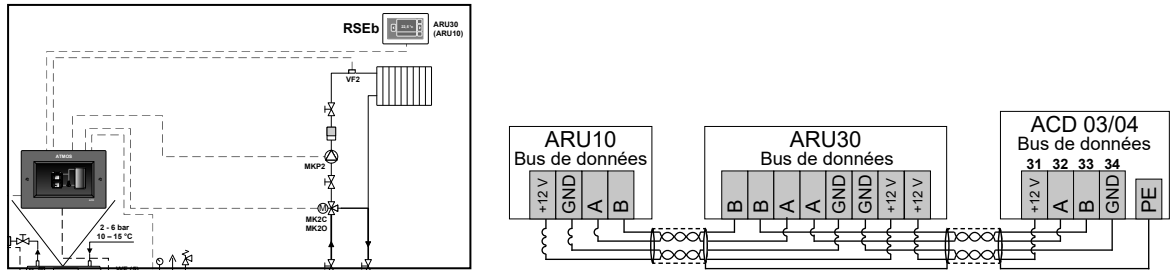 RSEb
ARU30
(ARU10)
VF2
ATMOS
MKP2
MK2C
MK2O
2 - 6 bar
10 – 15 °C
ARU10
Bus de données
+12 V
GND
A
B
ARU30
Bus de données
B
B
A
A
GND
GND
+12 V
+12 V
ACD 03/04
Bus de données
31 32 33 34
+12 V
A
B
GND
PE
M